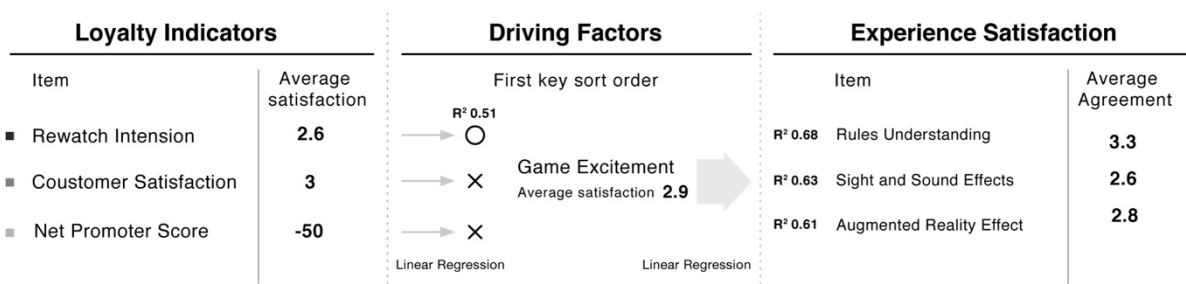 Loyalty Indicators
Item
Average
satisfaction
Rewatch Intension
2.6
Coustomer Satisfaction
3
Net Promoter Score
-50
Driving Factors
First key sort order
R² 0.51
Game Excitement
Average satisfaction 2.9
Linear Regression
Linear Regression
Experience Satisfaction
Item
Average
Agreement
R² 0.68 Rules Understanding
3.3
R² 0.63 Sight and Sound Effects
2.6
R² 0.61 Augmented Reality Effect
2.8